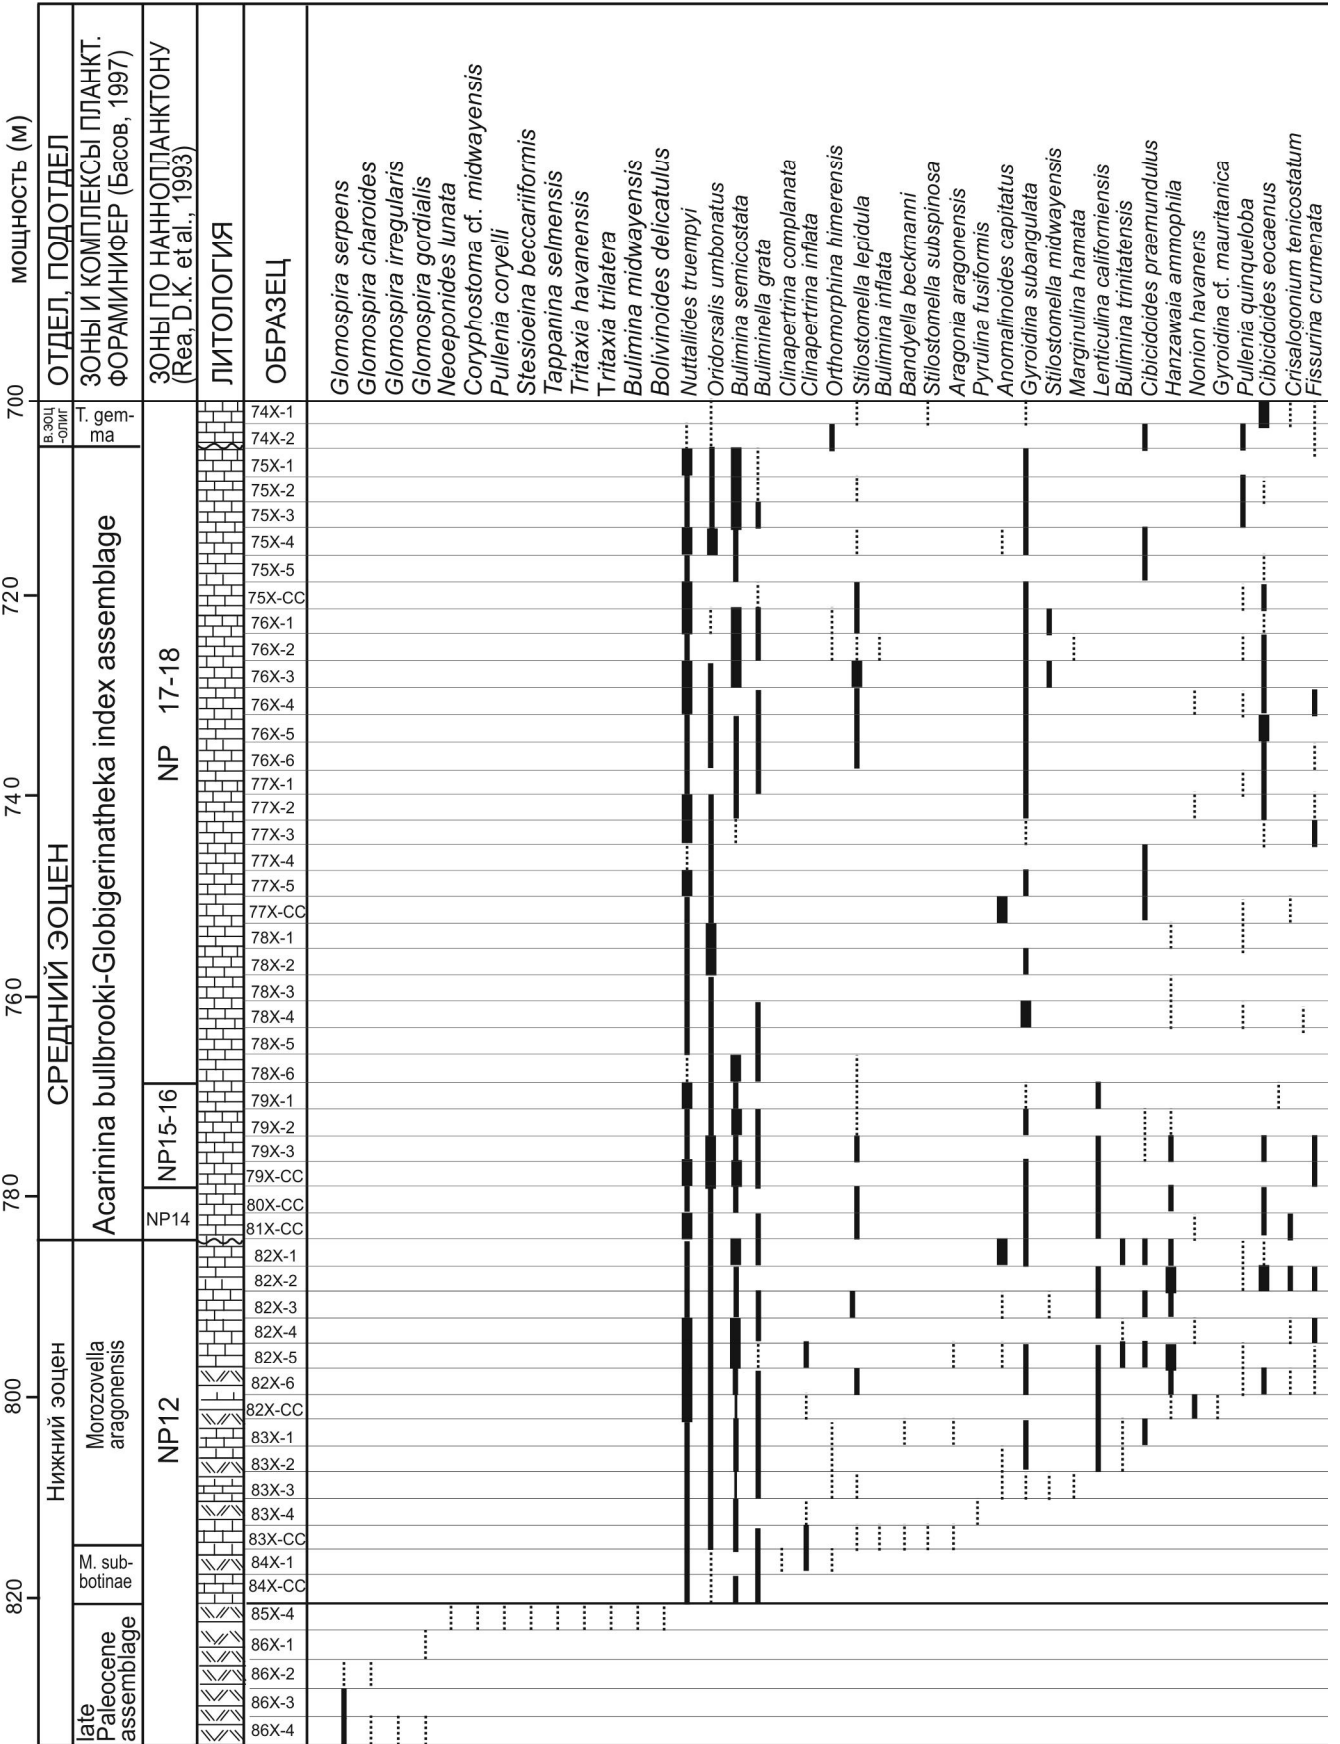 мощность (м)
ОТДЕЛ, ПОДОТДЕЛ
ЗОНЫ И КОМПЛЕКСЫ ПЛАНКТ.
ФОРАМИНИФЕР (Басов, 1997)
ЗОНЫ ПО НАННОПЛАНКТОНУ
(Rea, D.K. et al., 1993)
ЛИТОЛОГИЯ
ОБРАЗЕЦ
Glomospira serpens
Glomospira charoides
Glomospira irregularis
Glomospira gordialis
Neoeponides lunata
Coryphostoma cf. midwayensis
Pullenia coryelli
Stesioeina beccariiformis
Tappanina selmensis
Tritaxia havanensis
Tritaxia trilatera
Bulimina midwayensis
Bolivinoides delicatulus
Nuttallides truempyi
Oridorsalis umbonatus
Bulimina semicostata
Buliminella grata
Clinapertina complanata
Clinapertrina inflata
Orthomorphina himerensis
Stilostomella lepidula
Bulimina inflata
Bandyella beckmanni
Stilostomella subspinosa
Aragonia aragonensis
Pyrulina fusiformis
Anomalinoides capitatus
Gyroidina subangulata
Stilostomella midwayensis
Marginulina hamata
Lenticulina californiensis
Bulimina trinitatensis
Cibicidoides praemundulus
Hanzawaia ammophila
Nonion havanens
Gyroidina cf. mauritanica
Pullenia quinqueloba
Cibicidoides eocaenus
Crisalogonium tenicostatum
Fissurina crumenata
700
720
740
760
780
800
820
в.эоц
-олиг
СРЕДНИЙ ЭОЦЕН
Нижний эоцен
T. gem-
ma
Acarinina bullbrooki-Globigerinatheka index assemblage
Morozovella
aragonensis
M. sub-
botinae
late
Paleocene
assemblage
NP 17-18
NP15-16
NP14
NP12
74X-1
74X-2
75X-1
75X-2
75X-3
75X-4
75X-5
75X-CC
76X-1
76X-2
76X-3
76X-4
76X-5
76X-6
77X-1
77X-2
77X-3
77X-4
77X-5
77X-CC
78X-1
78X-2
78X-3
78X-4
78X-5
78X-6
79X-1
79X-2
79X-3
79X-CC
80X-CC
81X-CC
82X-1
82X-2
82X-3
82X-4
82X-5
82X-6
82X-CC
83X-1
83X-2
83X-3
83X-4
83X-CC
84X-1
84X-CC
85X-4
86X-1
86X-2
86X-3
86X-4